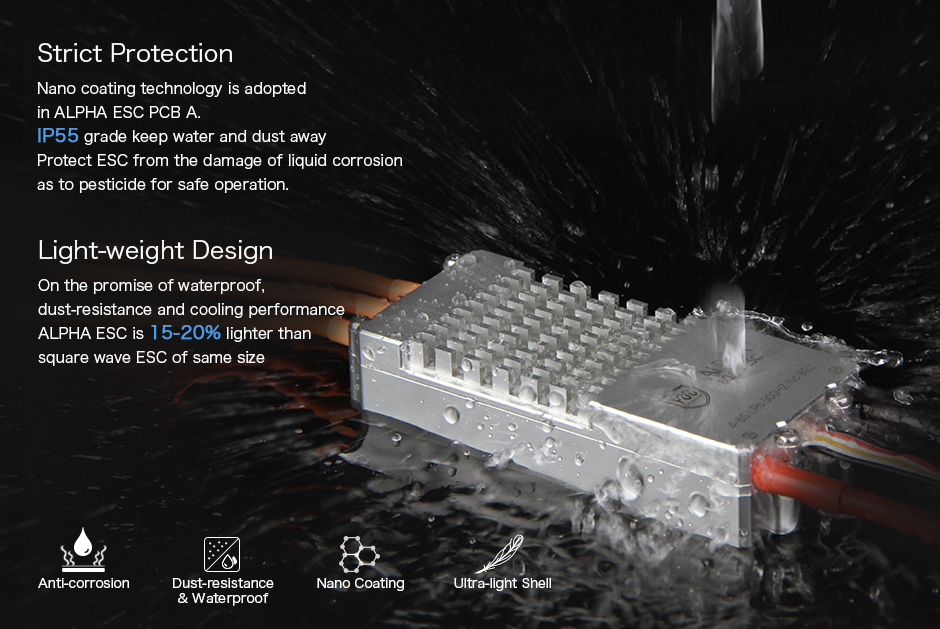 Strict Protection
Nano coating technology is adopted
in ALPHA ESC PCB A.
IP55 grade keep water and dust away
Protect ESC from the damage of liquid corrosion
as to pesticide for safe operation.
Light-weight Design
On the promise of waterproof,
dust-resistance and cooling performance
ALPHA ESC is 15-20% lighter than
square wave ESC of same size
Anti-corrosion
Dust-resistance
& Waterproof
Nano Coating
Ultra-light Shell